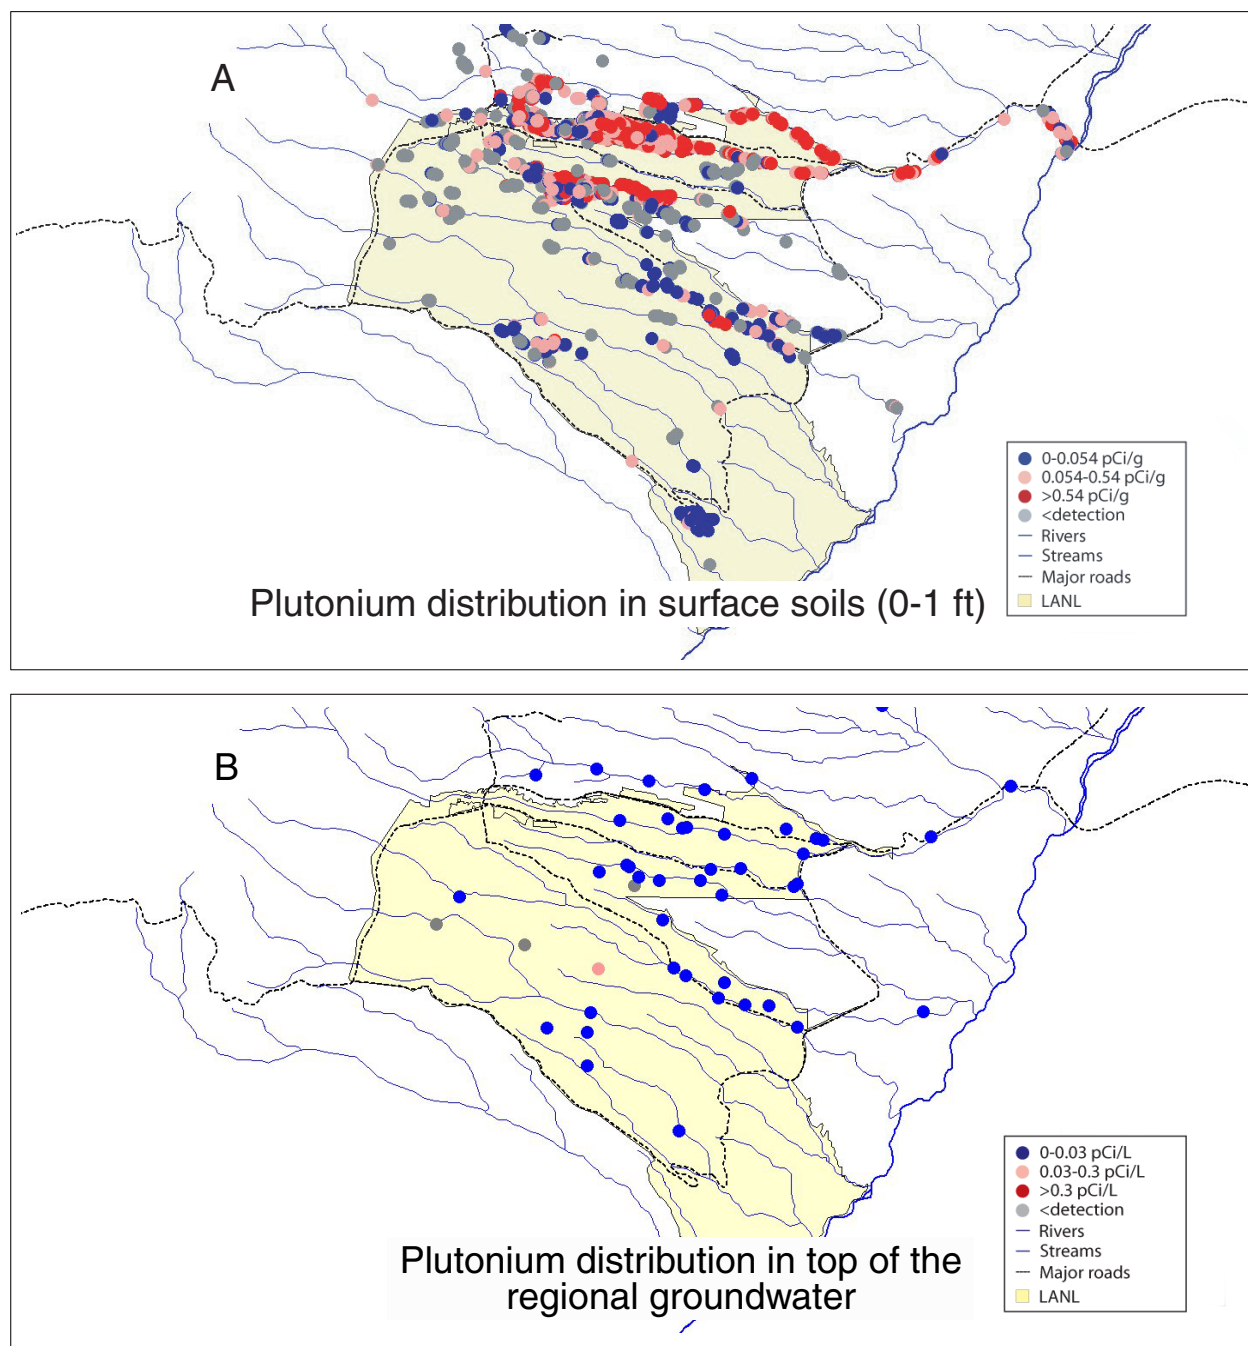 A
0-0.054 pCi/g
0.054-0.54 pCi/g
>0.54 pCi/g
<detection
Rivers
Streams
Major roads
LANL
Plutonium distribution in surface soils (0-1 ft)
B
0-0.03 pCi/L
0.03-0.3 pCi/L
>0.3 pCi/L
<detection
Rivers
Streams
Major roads
LANL
Plutonium distribution in top of the
regional groundwater